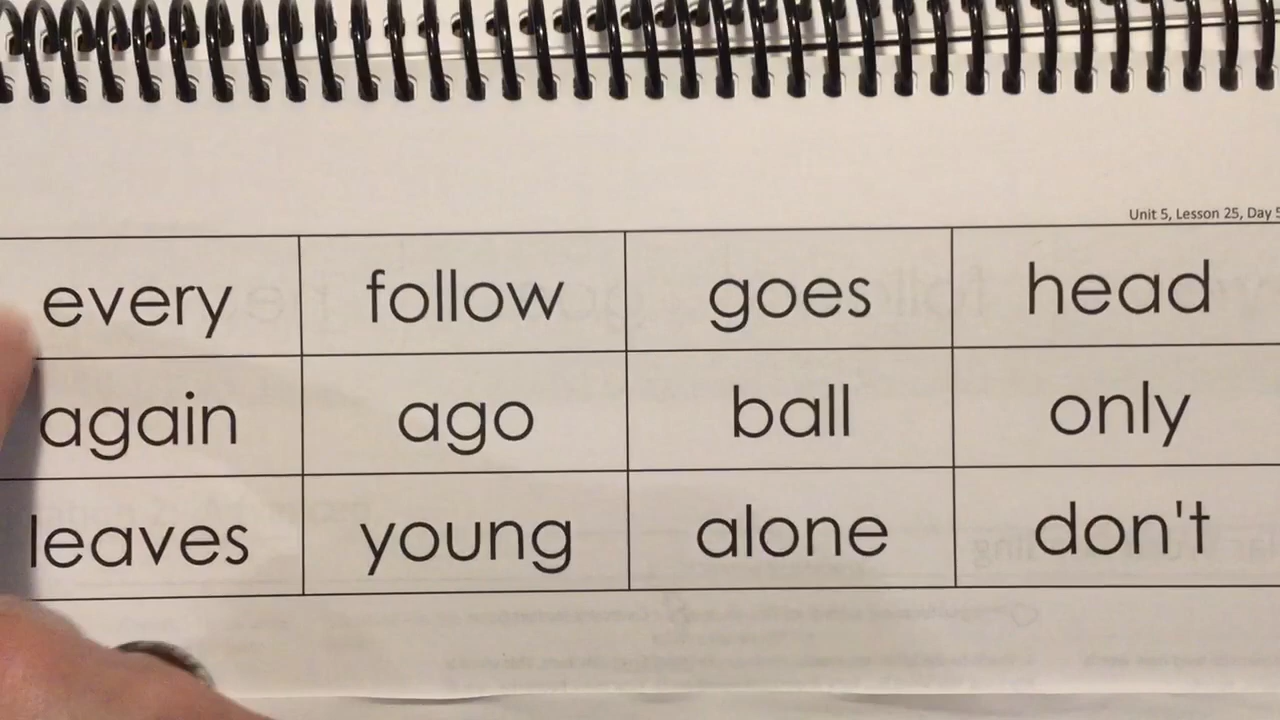 Unit 5, Lesson 25, Day 5
every follow goes head
again ago ball only
leaves young alone don't